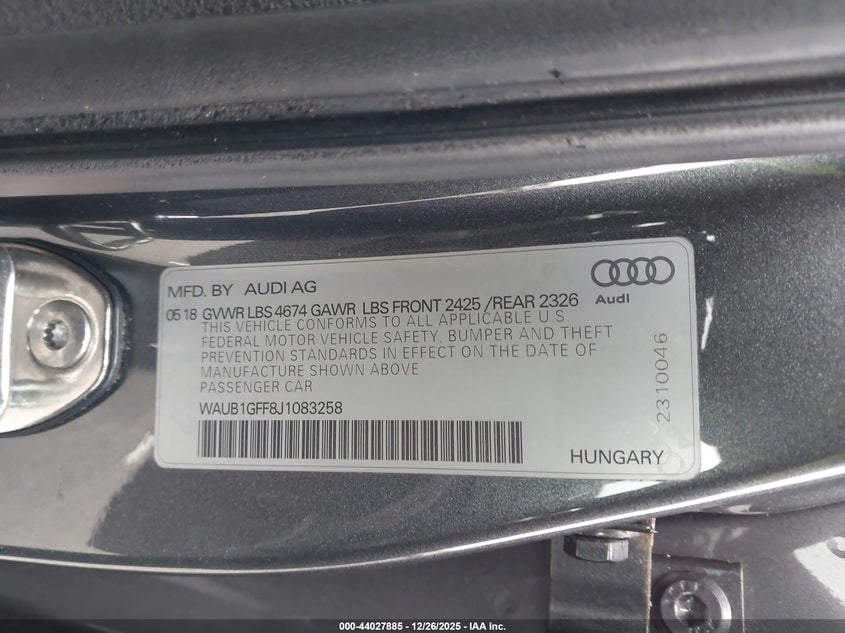 MFD. BY AUDI AG
0518 GVWR LBS 4674 GAWR LBS FRONT 2425 /REAR 2326
Audi
THIS VEHICLE CONFORMS TO ALL APPLICABLE U.S.
FEDERAL MOTOR VEHICLE SAFETY, BUMPER AND THEFT
PREVENTION STANDARDS IN EFFECT ON THE DATE OF
MANUFACTURE SHOWN ABOVE
PASSENGER CAR
WAUB1GFF8J1083258
2310046
HUNGARY
000-44027885 - 12/26/2025 - IAA Inc.